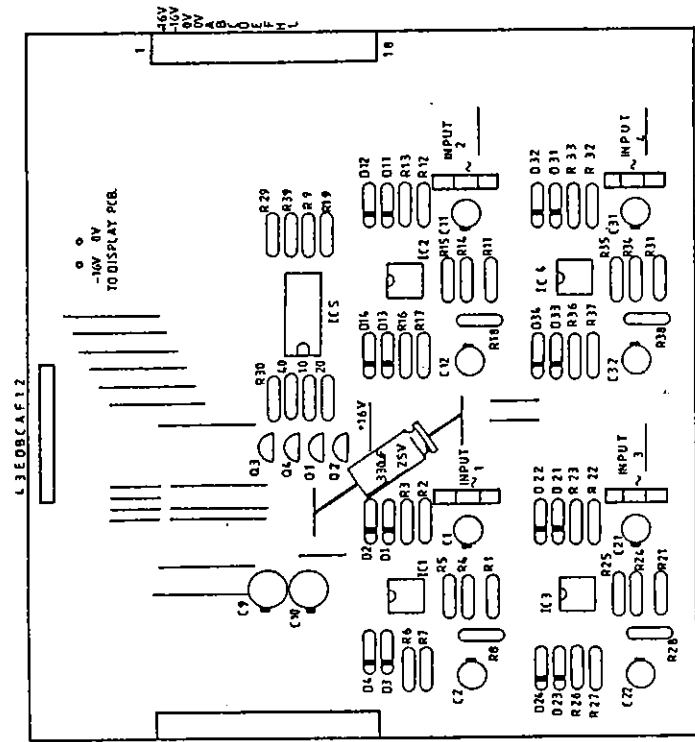 -16V
-16V
0V
0V
A
B
C
D
E
F
H
L
1
18
4 3 E D B C A F 1 2
-16V 0V
TO DISPLAY PCB.
R29
R39
R9
R19
IC5
R30
40
10
20
Q3
Q4
Q1
Q2
C9
C10
+16V
330µF
25V
D12
D11
R13
R12
INPUT
2
~
C11
IC2
R15
R14
R11
D14
D13
R16
R17
C12
R18
D2
D1
R3
R2
INPUT
1
~
C1
IC1
R5
R4
R1
D4
D3
R6
R7
C2
R8
D32
D31
R33
R32
INPUT
4
~
C31
IC4
R35
R34
R31
D34
D33
R36
R37
C32
R38
D22
D21
R23
R22
INPUT
3
~
C21
IC3
R25
R24
R21
D24
D23
R26
R27
C22
R28